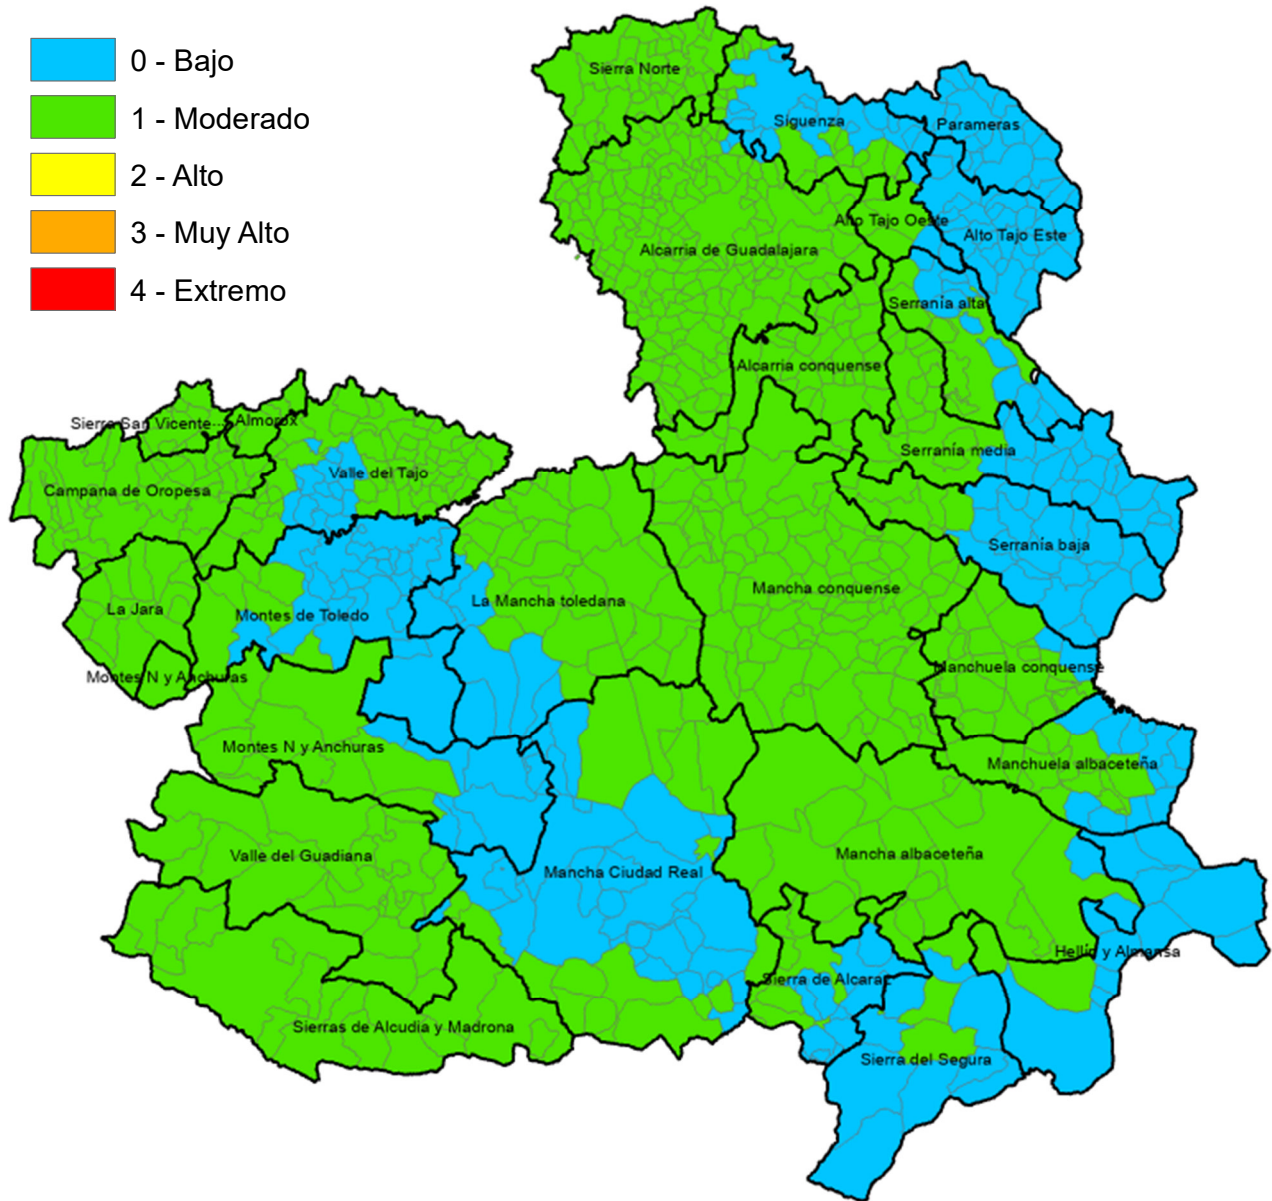 0 - Bajo
1 - Moderado
2 - Alto
3 - Muy Alto
4 - Extremo
Sierra Norte
Síguenza
Parameras
Alto Tajo Oeste
Alto Tajo Este
Alcarria de Guadalajara
Serranía alta
Alcarria conquense
Sierra San Vicente...
Almorox
Serranía media
Valle del Tajo
Campana de Oropesa
Serranía baja
Mancha conquense
La Mancha toledana
La Jara
Montes de Toledo
Manchuela conquense
Montes N y Anchuras
Montes N y Anchuras
Manchuela albaceteña
Valle del Guadiana
Mancha albaceteña
Mancha Ciudad Real
Hellín y Almansa
Sierra de Alcaraz
Sierras de Alcudia y Madrona
Sierra del Segura